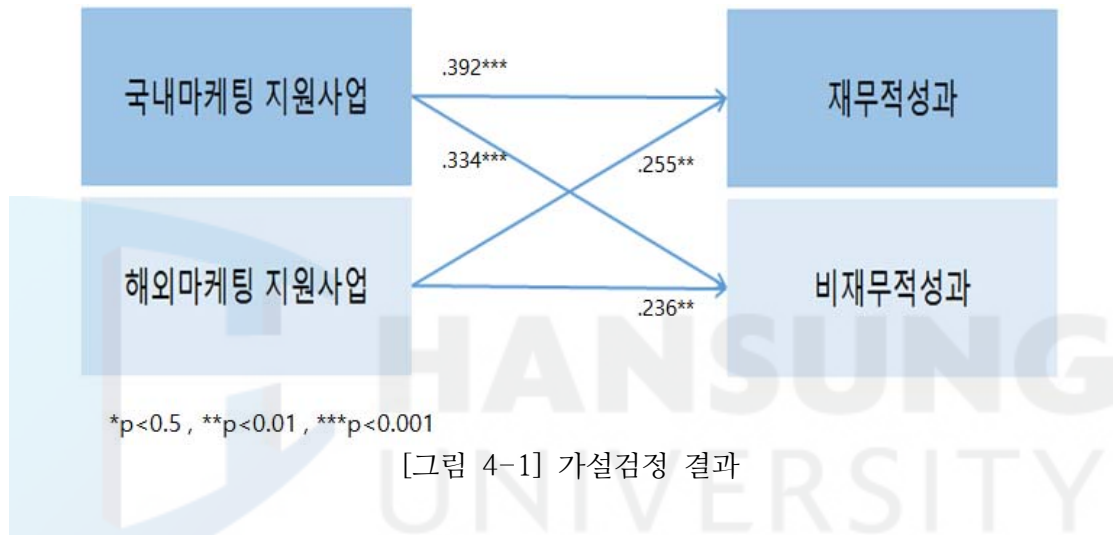 국내마케팅 지원사업
.392***
재무적성과
.334***
.255**
해외마케팅 지원사업
.236**
비재무적성과
HANSUNG
UNIVERSITY
*p<0.5 , **p<0.01 , ***p<0.001
[그림 4-1] 가설검정 결과